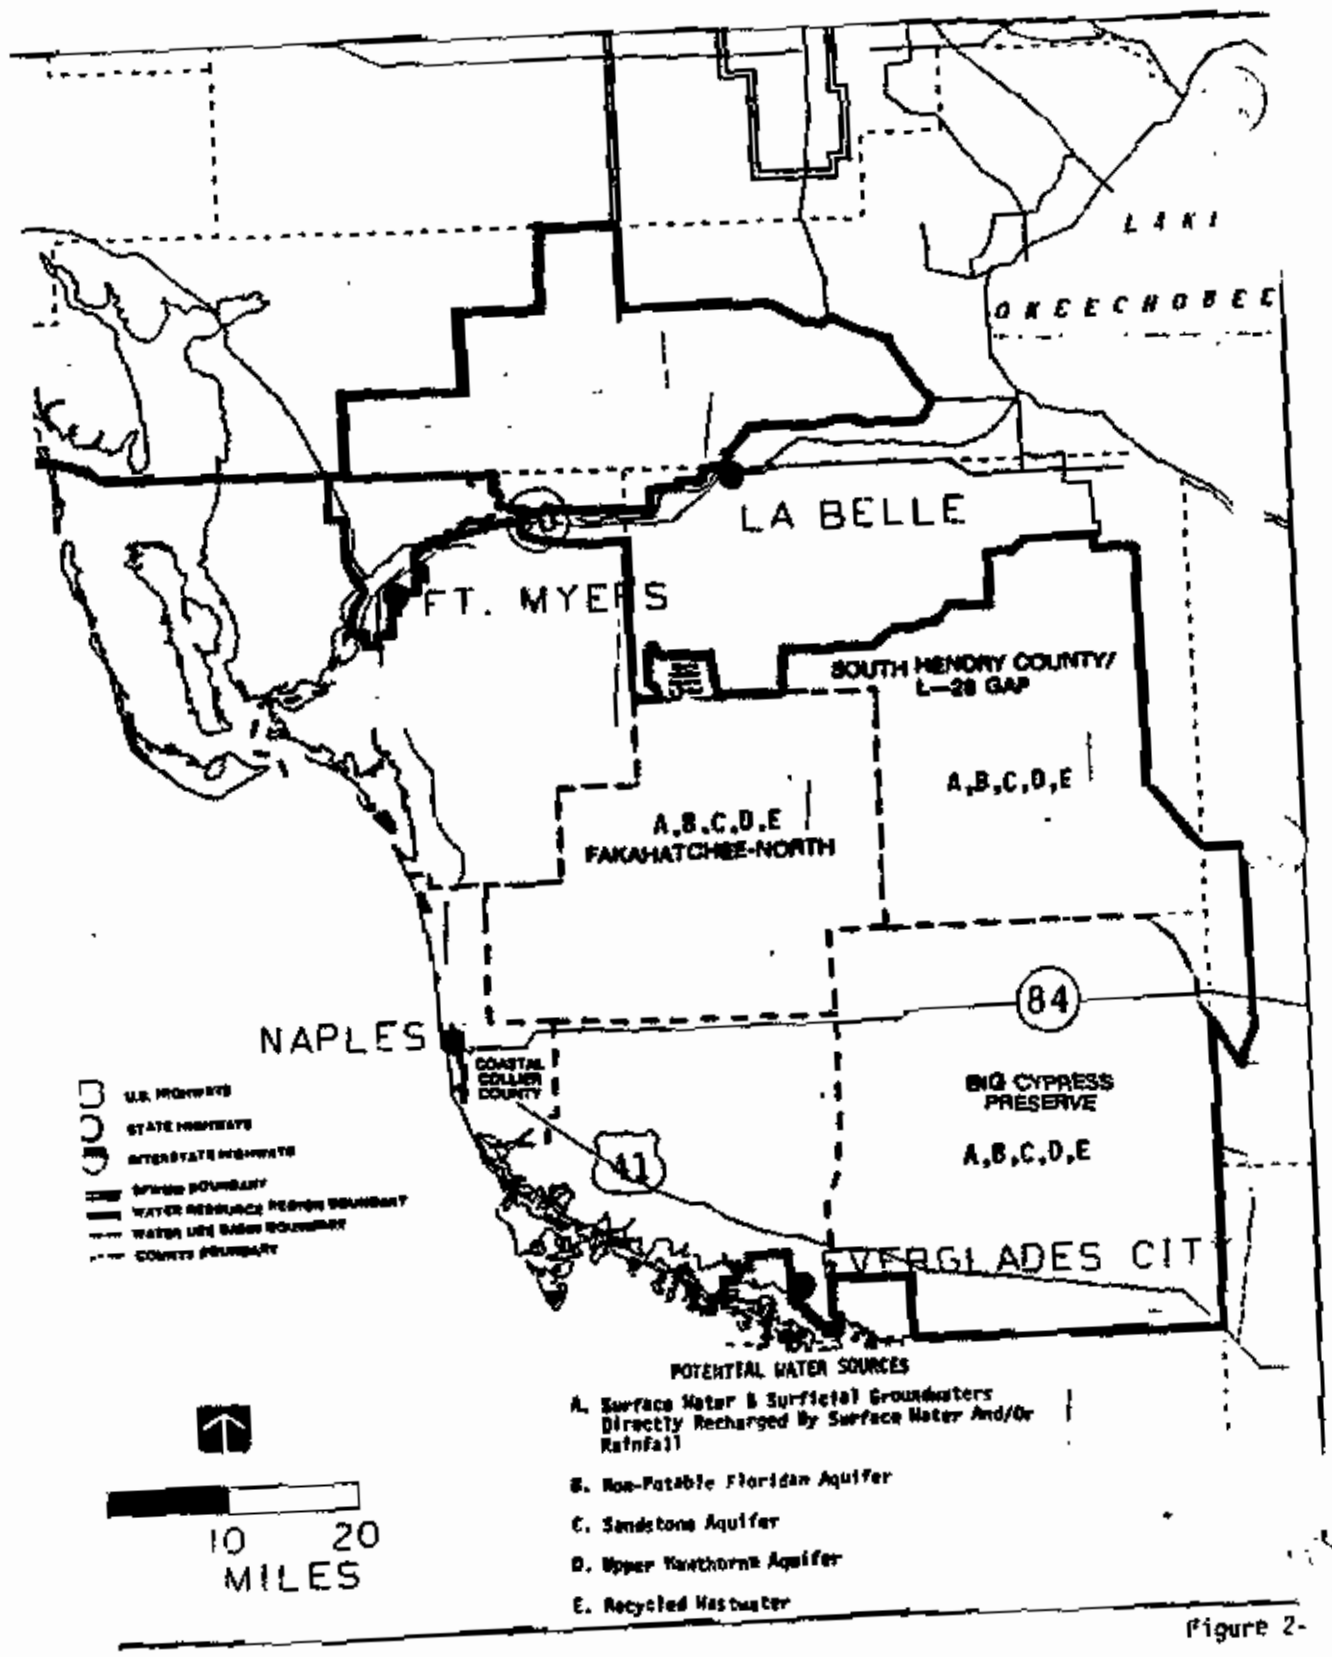 LAKE
OKEECHOBEE
LA BELLE
FT. MYERS
SOUTH HENDRY COUNTY/
L-28 GAP
A,B,C,D,E
A,B,C,D,E
FAKAHATCHEE-NORTH
84
NAPLES
COASTAL
COLLIER
COUNTY
BIG CYPRESS
PRESERVE
A,B,C,D,E
U.S. HIGHWAYS
STATE HIGHWAYS
INTERSTATE HIGHWAYS
SFWMD BOUNDARY
WATER RESOURCE REGION BOUNDARY
WATER USE BASIN BOUNDARY
COUNTY BOUNDARY
41
EVERGLADES CITY
POTENTIAL WATER SOURCES
A. Surface Water & Surficial Groundwaters
Directly Recharged By Surface Water And/Or
Rainfall
B. Non-Potable Floridan Aquifer
C. Sandstone Aquifer
D. Upper Hawthorne Aquifer
E. Recycled Wastwater
10 20
MILES
Figure 2-